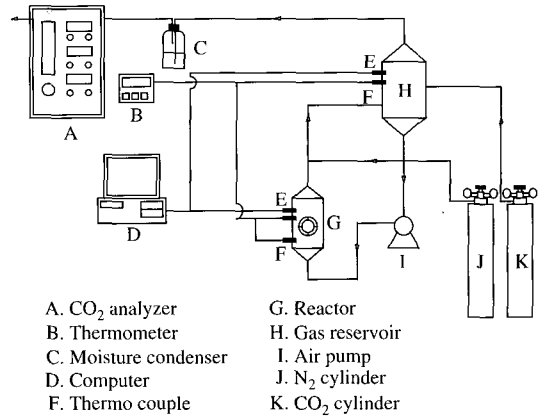 C
E
H
F
A
B
E
G
D
F
I
J
K
A. CO₂ analyzer
B. Thermometer
C. Moisture condenser
D. Computer
F. Thermo couple
G. Reactor
H. Gas reservoir
I. Air pump
J. N₂ cylinder
K. CO₂ cylinder